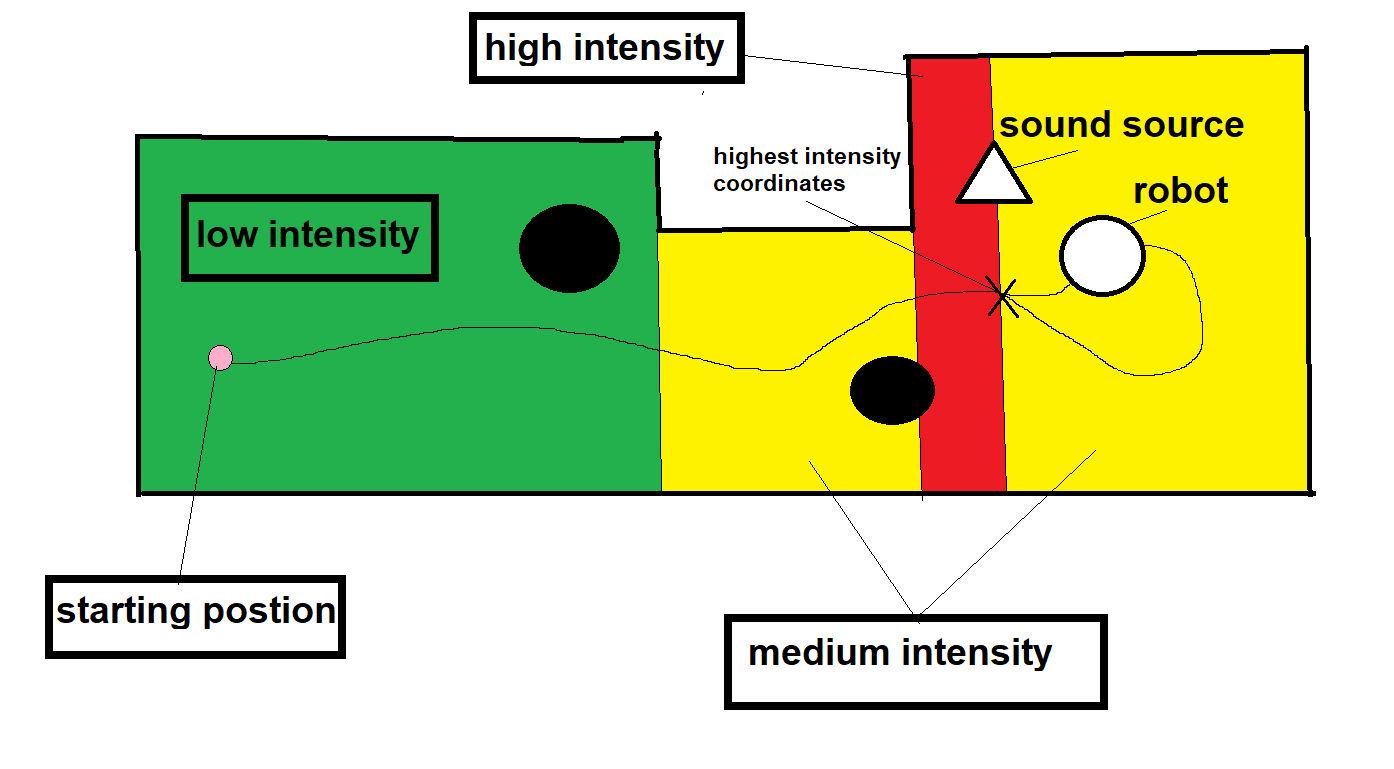 high intensity
sound source
highest intensity
coordinates
robot
low intensity
starting postion
medium intensity